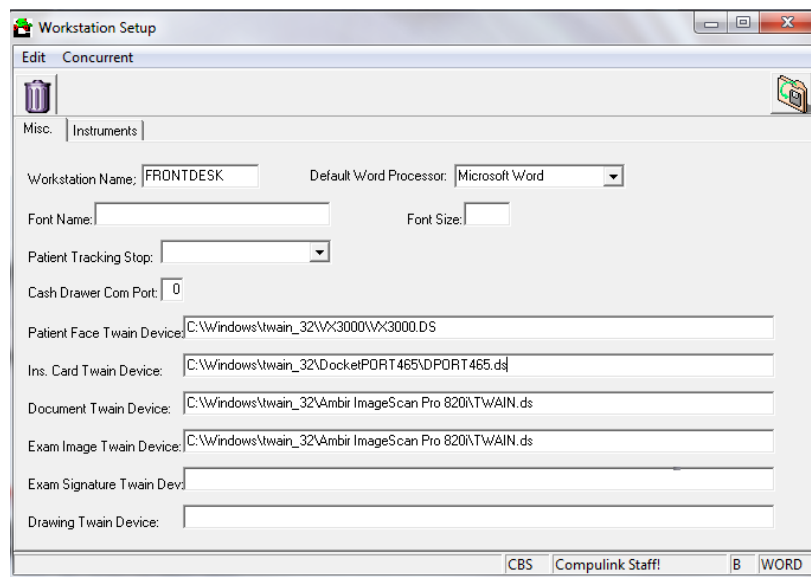 Workstation Setup
Edit Concurrent
Misc. Instruments
Workstation Name; FRONTDESK Default Word Processor: Microsoft Word
Font Name: Font Size:
Patient Tracking Stop:
Cash Drawer Com Port: 0
Patient Face Twain Device: C:\Windows\twain_32\VX3000\VX3000.DS
Ins. Card Twain Device: C:\Windows\twain_32\DocketPORT465\DPORT465.ds
Document Twain Device: C:\Windows\twain_32\Ambir ImageScan Pro 820i\TWAIN.ds
Exam Image Twain Device: C:\Windows\twain_32\Ambir ImageScan Pro 820i\TWAIN.ds
Exam Signature Twain Dev:
Drawing Twain Device:
CBS Compulink Staff! B WORD